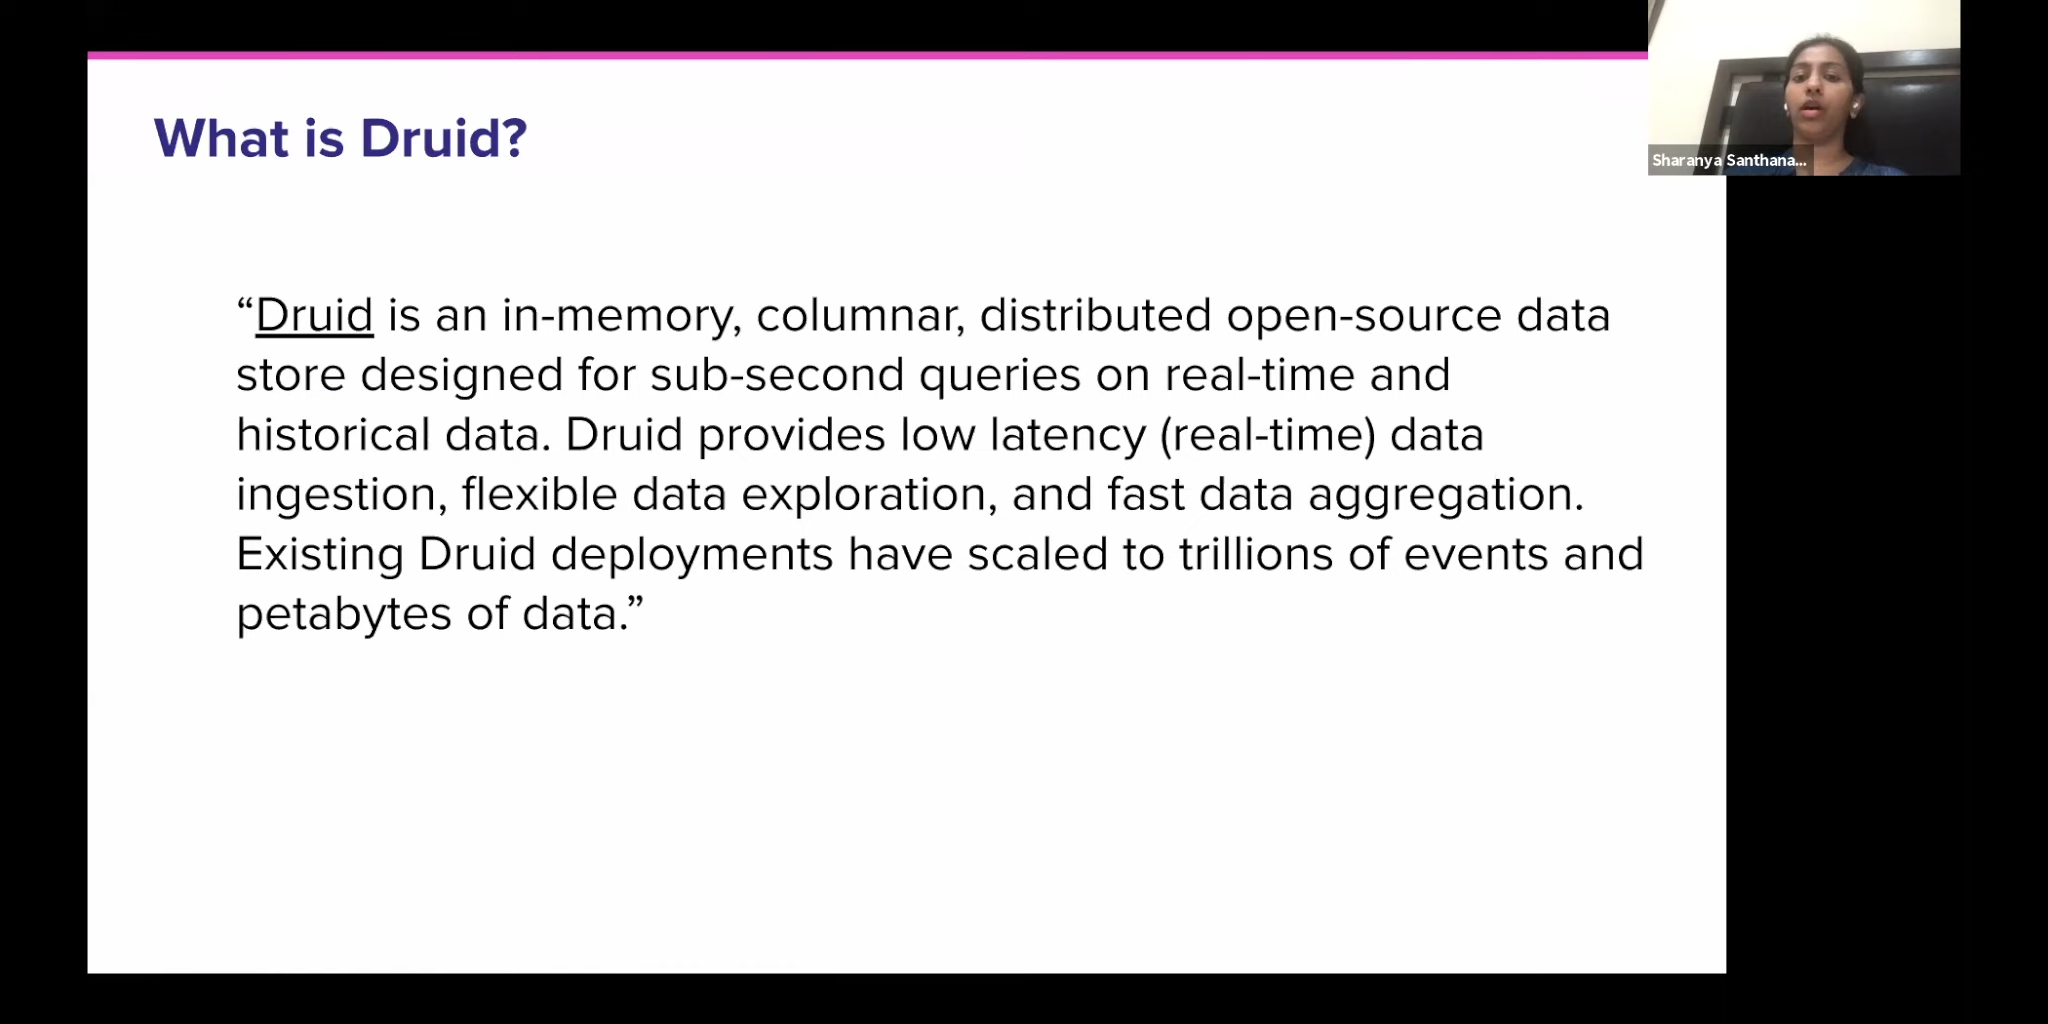 What is Druid?
“Druid is an in-memory, columnar, distributed open-source data
store designed for sub-second queries on real-time and
historical data. Druid provides low latency (real-time) data
ingestion, flexible data exploration, and fast data aggregation.
Existing Druid deployments have scaled to trillions of events and
petabytes of data.”
Sharanya Santhana...